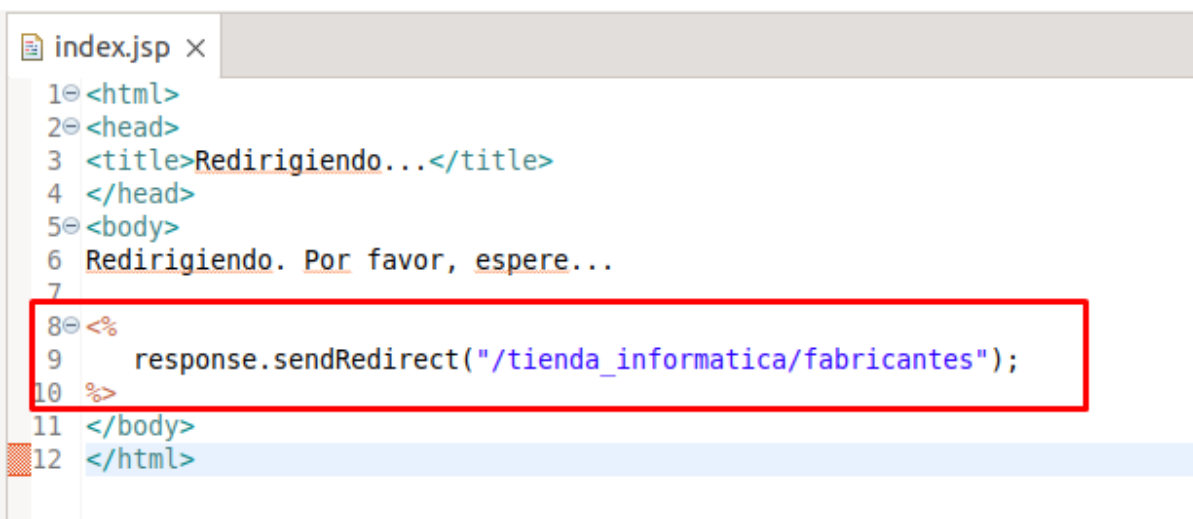 index.jsp ×
1 <html>
2 <head>
3 <title>Redirigiendo...</title>
4 </head>
5 <body>
6 Redirigiendo. Por favor, espere...
7
8 <%
9 response.sendRedirect("/tienda_informatica/fabricantes");
10 %>
11 </body>
12 </html>